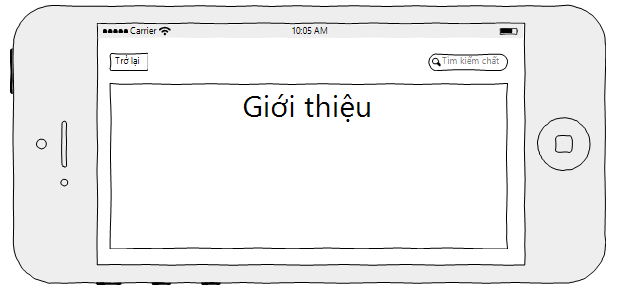 Carrier 10:05 AM
Trở lại Tìm kiếm chất
Giới thiệu